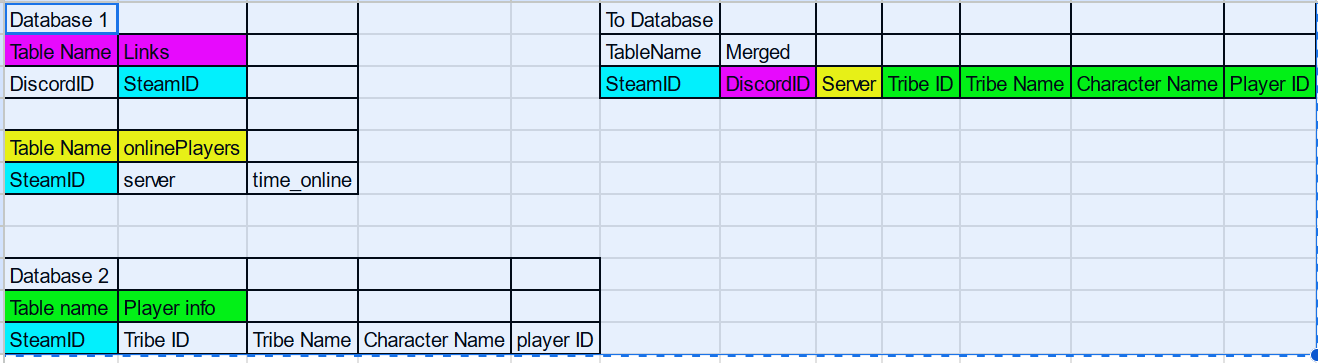 Database 1
To Database
Table Name Links
TableName Merged
DiscordID SteamID
SteamID DiscordID Server Tribe ID Tribe Name Character Name Player ID
Table Name onlinePlayers
SteamID server time_online
Database 2
Table name Player info
SteamID Tribe ID Tribe Name Character Name player ID